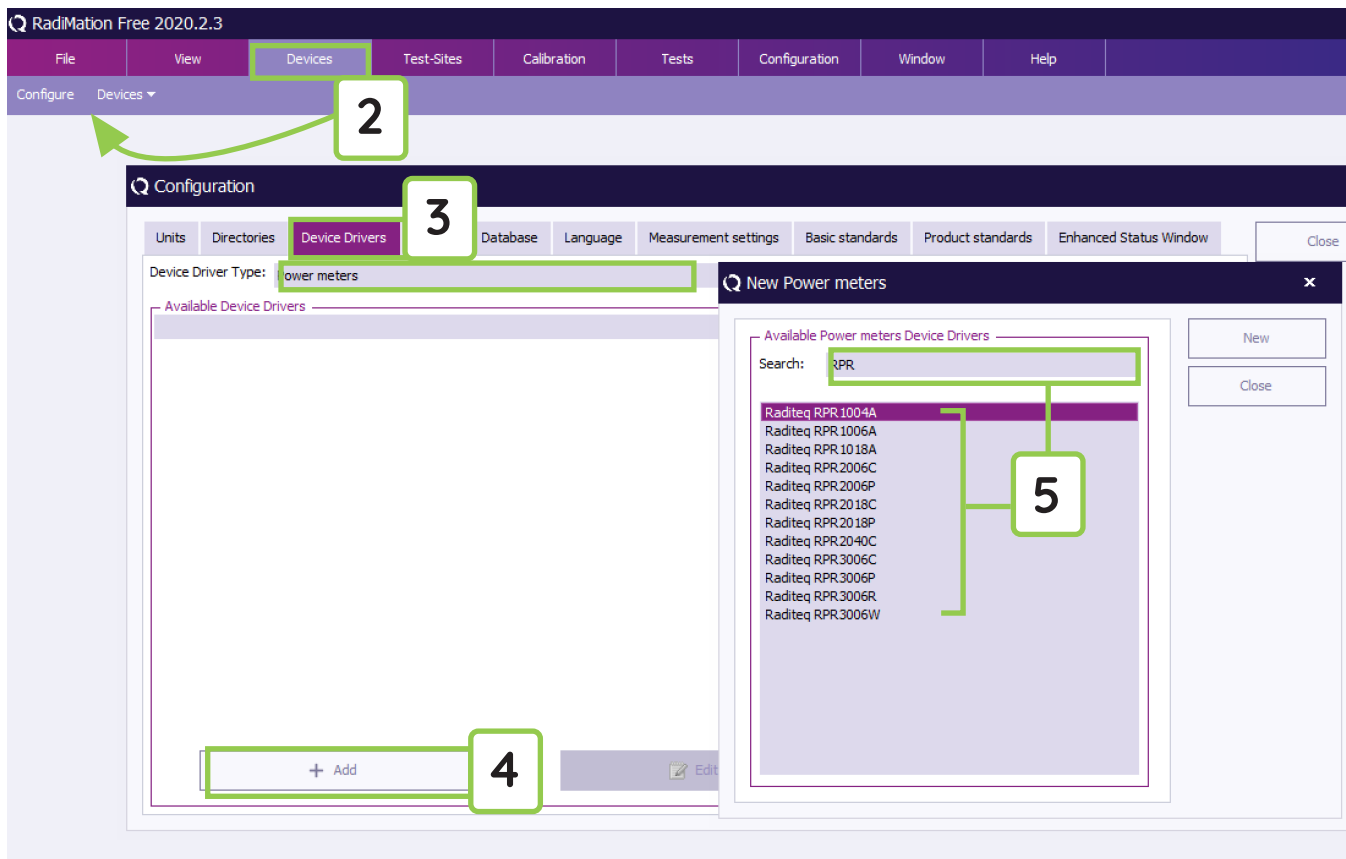 RadiMation Free 2020.2.3
File View Devices Test-Sites Calibration Tests Configuration Window Help
Configure Devices
2
Configuration
3
Units Directories Device Drivers Database Language Measurement settings Basic standards Product standards Enhanced Status Window Close
Device Driver Type: Power meters
Available Device Drivers
New Power meters
Available Power meters Device Drivers
Search: RPR
New
Close
Raditeq RPR1004A
Raditeq RPR1006A
Raditeq RPR1018A
Raditeq RPR2006C
Raditeq RPR2006P
Raditeq RPR2018C
Raditeq RPR2018P
Raditeq RPR2040C
Raditeq RPR3006C
Raditeq RPR3006P
Raditeq RPR3006R
Raditeq RPR3006W
5
+ Add
4
Edit